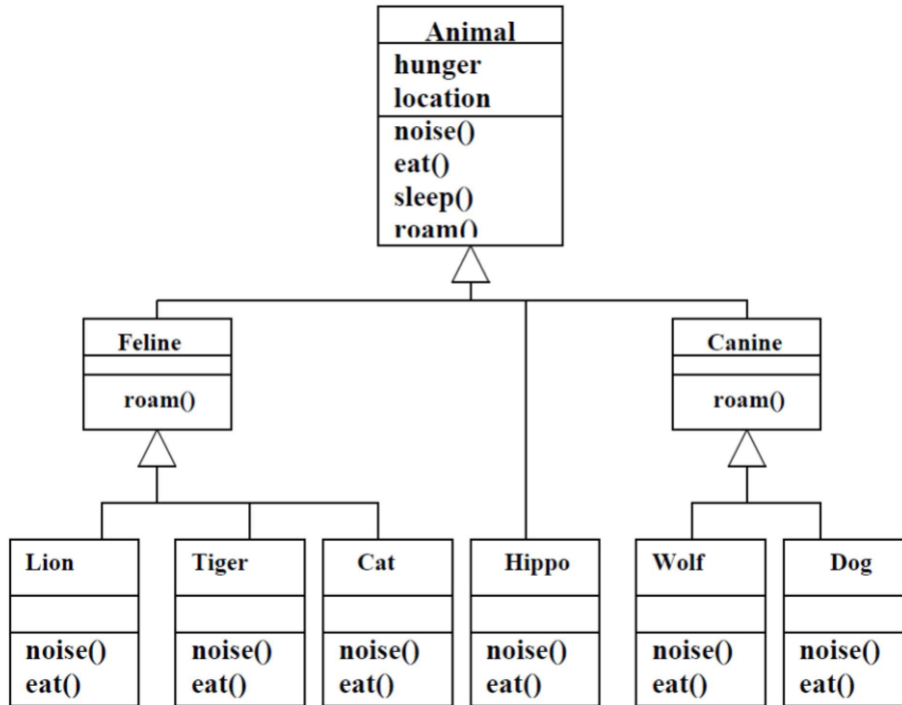 Animal
hunger
location
noise()
eat()
sleep()
roam()
Feline
roam()
Canine
roam()
Lion
noise()
eat()
Tiger
noise()
eat()
Cat
noise()
eat()
Hippo
noise()
eat()
Wolf
noise()
eat()
Dog
noise()
eat()